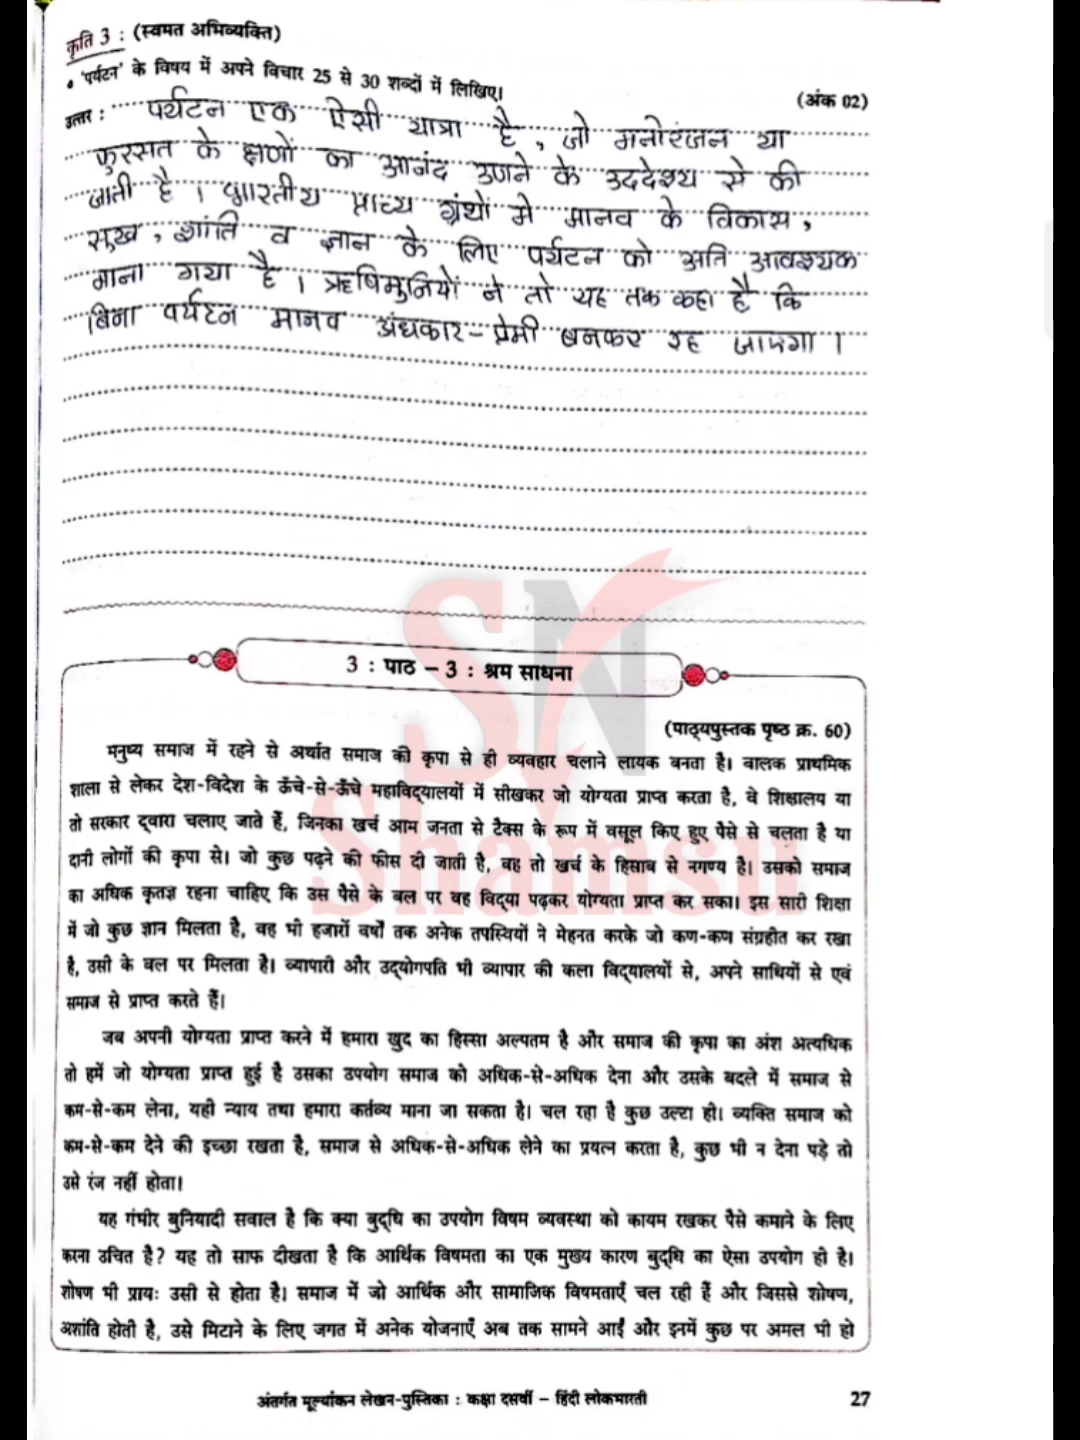 कृति 3 : (स्वमत अभिव्यक्ति)
• 'पर्यटन' के विषय में अपने विचार 25 से 30 शब्दों में लिखिए।
(अंक 02)
उत्तर : पर्यटन एक ऐसी यात्रा है, जो मनोरंजन या
फुरसत के क्षणों का आनंद उठाने के उद्देश्य से की
जाती है। भारतीय प्राच्य ग्रंथों में मानव के विकास,
सुख, शांति व ज्ञान के लिए पर्यटन को अति आवश्यक
माना गया है। ऋषिमुनियों ने तो यह तक कहा है कि
बिना पर्यटन मानव अंधकार-प्रेमी बनकर रह जाएगा।
SN
Shamsu
3 : पाठ – 3 : श्रम साधना
(पाठ्यपुस्तक पृष्ठ क्र. 60)
मनुष्य समाज में रहने से अर्थात समाज की कृपा से ही व्यवहार चलाने लायक बनता है। बालक प्राथमिक
शाला से लेकर देश-विदेश के ऊँचे-से-ऊँचे महाविद्यालयों में सीखकर जो योग्यता प्राप्त करता है, वे शिक्षालय या
तो सरकार द्वारा चलाए जाते हैं, जिनका खर्च आम जनता से टैक्स के रूप में वसूल किए हुए पैसे से चलता है या
दानी लोगों की कृपा से। जो कुछ पढ़ने की फीस दी जाती है, वह तो खर्च के हिसाब से नगण्य है। उसको समाज
का अधिक कृतज्ञ रहना चाहिए कि उस पैसे के बल पर वह विद्या पढ़कर योग्यता प्राप्त कर सका। इस सारी शिक्षा
में जो कुछ ज्ञान मिलता है, वह भी हजारों वर्षों तक अनेक तपस्वियों ने मेहनत करके जो कण-कण संग्रहीत कर रखा
है, उसी के बल पर मिलता है। व्यापारी और उद्योगपति भी व्यापार की कला विद्यालयों से, अपने साथियों से एवं
समाज से प्राप्त करते हैं।
जब अपनी योग्यता प्राप्त करने में हमारा खुद का हिस्सा अल्पतम है और समाज की कृपा का अंश अत्यधिक
तो हमें जो योग्यता प्राप्त हुई है उसका उपयोग समाज को अधिक-से-अधिक देना और उसके बदले में समाज से
कम-से-कम लेना, यही न्याय तथा हमारा कर्तव्य माना जा सकता है। चल रहा है कुछ उल्टा ही। व्यक्ति समाज को
कम-से-कम देने की इच्छा रखता है, समाज से अधिक-से-अधिक लेने का प्रयत्न करता है, कुछ भी न देना पड़े तो
उसे रंज नहीं होता।
यह गंभीर बुनियादी सवाल है कि क्या बुद्धि का उपयोग विषम व्यवस्था को कायम रखकर पैसे कमाने के लिए
करना उचित है? यह तो साफ दीखता है कि आर्थिक विषमता का एक मुख्य कारण बुद्धि का ऐसा उपयोग ही है।
शोषण भी प्रायः उसी से होता है। समाज में जो आर्थिक और सामाजिक विषमताएँ चल रही हैं और जिससे शोषण,
अशांति होती है, उसे मिटाने के लिए जगत में अनेक योजनाएँ अब तक सामने आईं और इनमें कुछ पर अमल भी हो
अंतर्गत मूल्यांकन लेखन-पुस्तिका : कक्षा दसवीं – हिंदी लोकभारती
27